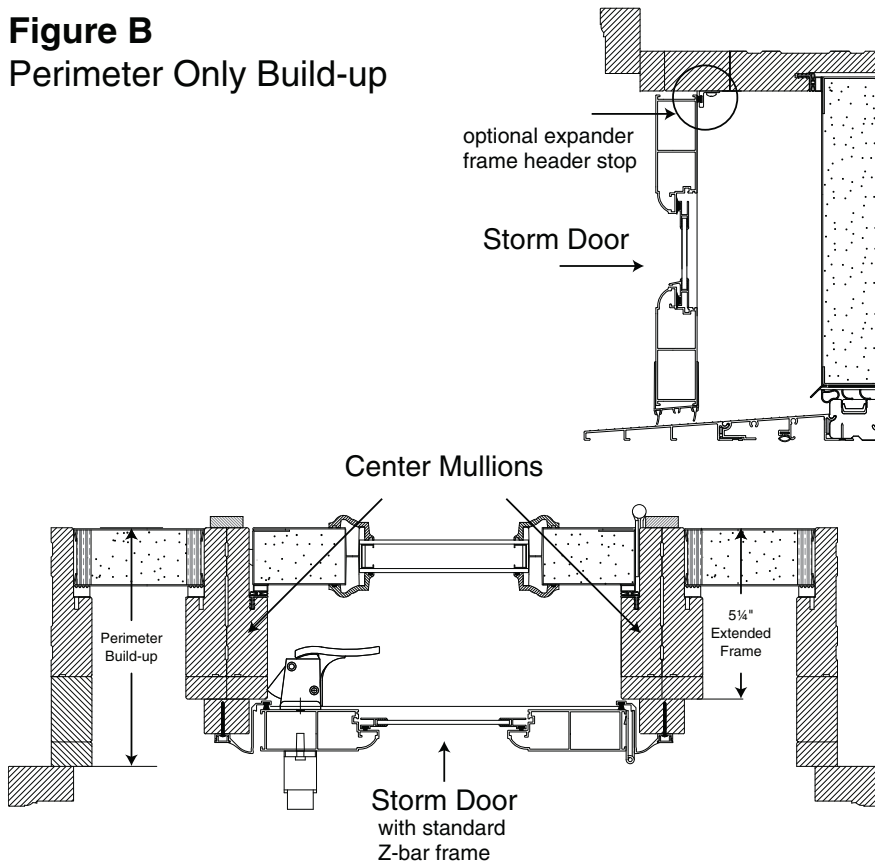 Figure B
Perimeter Only Build-up
optional expander
frame header stop
Storm Door
Center Mullions
Perimeter
Build-up
5¼"
Extended
Frame
Storm Door
with standard
Z-bar frame